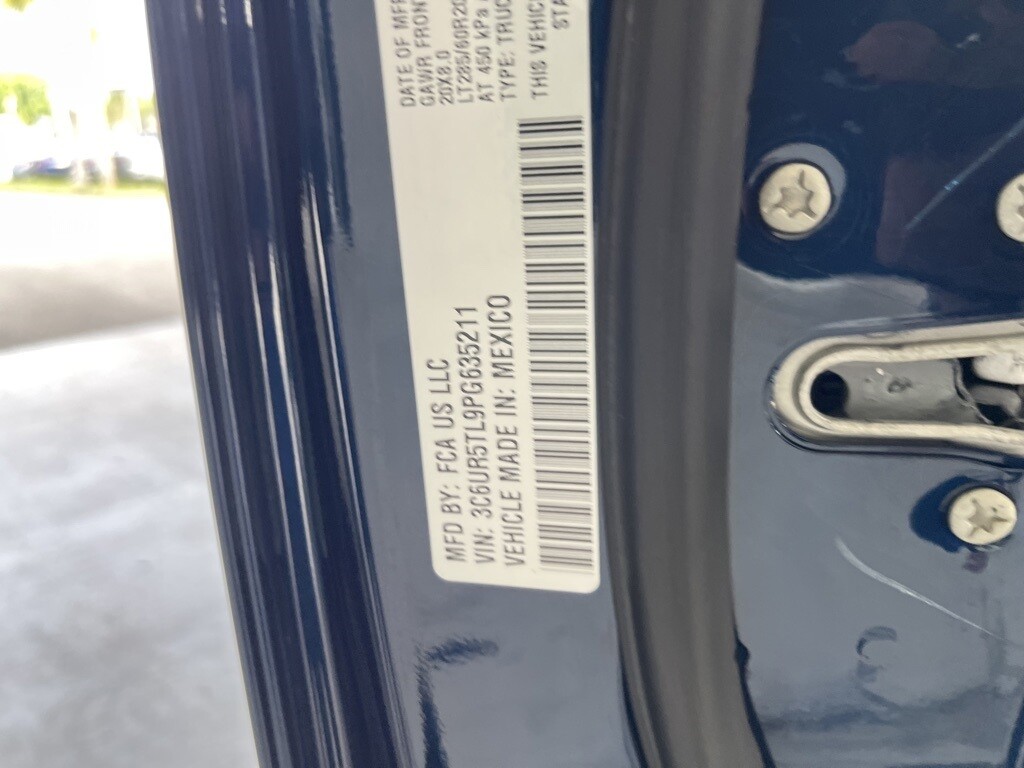 MFD BY: FCA US LLC
VIN: 3C6UR5TL9PG635211
VEHICLE MADE IN: MEXICO
DATE OF MFR
GAWR FRONT
20X8.0
LT285/60R20
AT 450 kPa
TYPE: TRUC
THIS VEHIC
STA